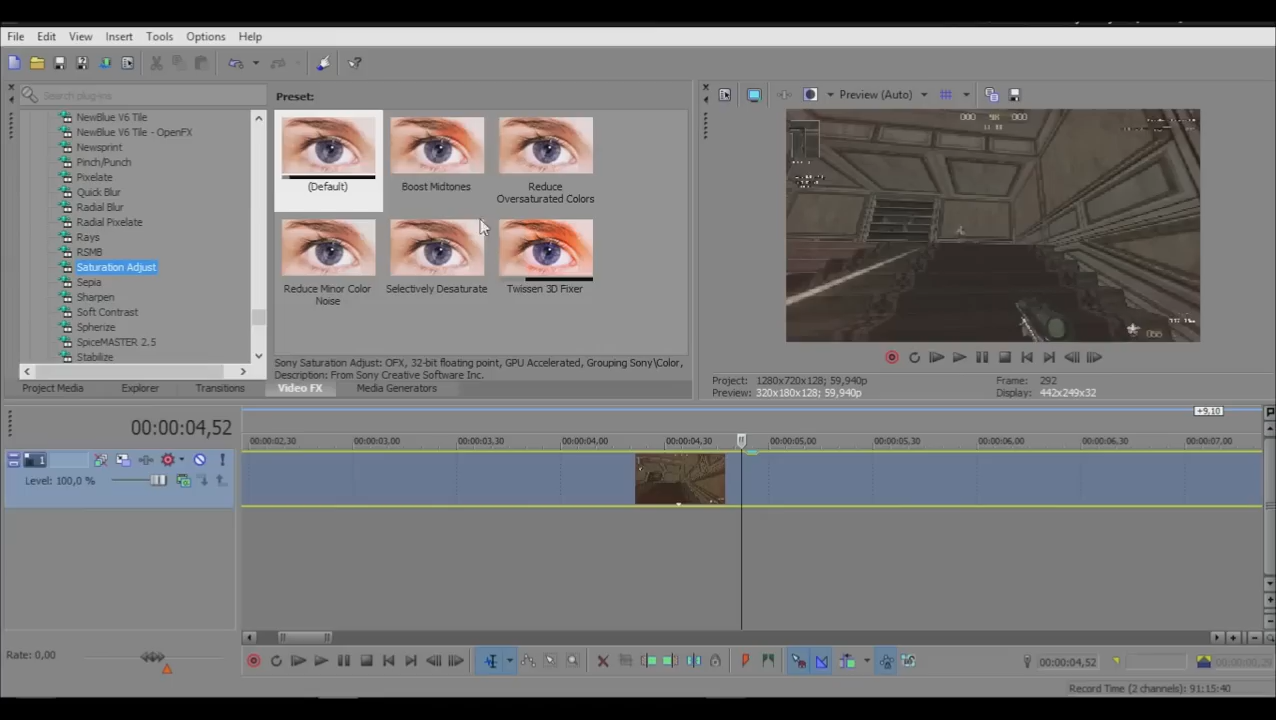 File Edit View Insert Tools Options Help
Search plug-ins
NewBlue V6 Tile
NewBlue V6 Tile - OpenFX
Newsprint
Pinch/Punch
Pixelate
Quick Blur
Radial Blur
Radial Pixelate
Rays
RSMB
Saturation Adjust
Sepia
Sharpen
Soft Contrast
Spherize
SpiceMASTER 2.5
Stabilize
Preset:
(Default)
Boost Midtones
Reduce
Oversaturated Colors
Reduce Minor Color
Noise
Selectively Desaturate
Twissen 3D Fixer
Sony Saturation Adjust: OFX, 32-bit floating point, GPU Accelerated, Grouping Sony\Color,
Description: From Sony Creative Software Inc.
Project Media Explorer Transitions Video FX Media Generators
Preview (Auto)
Project: 1280x720x128; 59,940p
Preview: 320x180x128; 59,940p
Frame: 292
Display: 442x249x32
+9,10
00:00:04,52
00:00:02,30 00:00:03,00 00:00:03,30 00:00:04,00 00:00:04,30 00:00:05,00 00:00:05,30 00:00:06,00 00:00:06,30 00:00:07,00
1
Level: 100,0 %
Rate: 0,00
00:00:04,52
Record Time (2 channels): 91:15:40